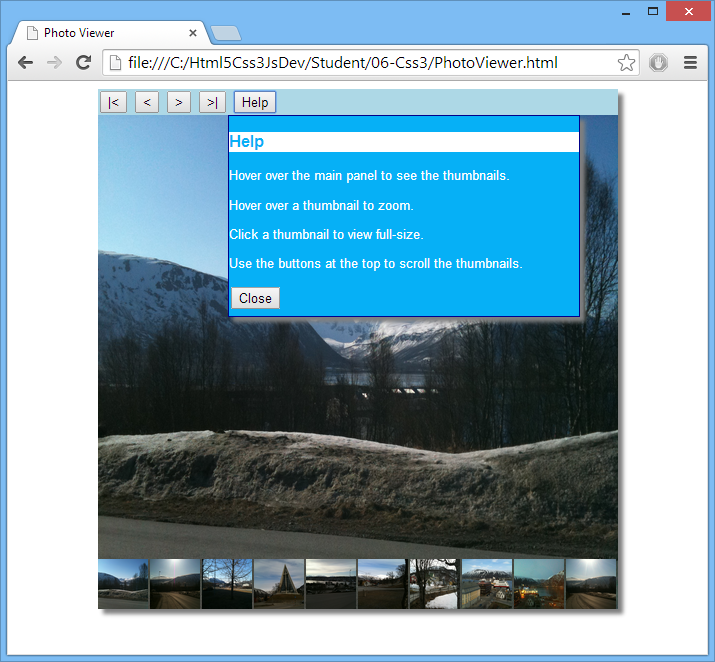 Photo Viewer
file:///C:/Html5Css3JsDev/Student/06-Css3/PhotoViewer.html
|< < > >| Help
Help
Hover over the main panel to see the thumbnails.
Hover over a thumbnail to zoom.
Click a thumbnail to view full-size.
Use the buttons at the top to scroll the thumbnails.
Close